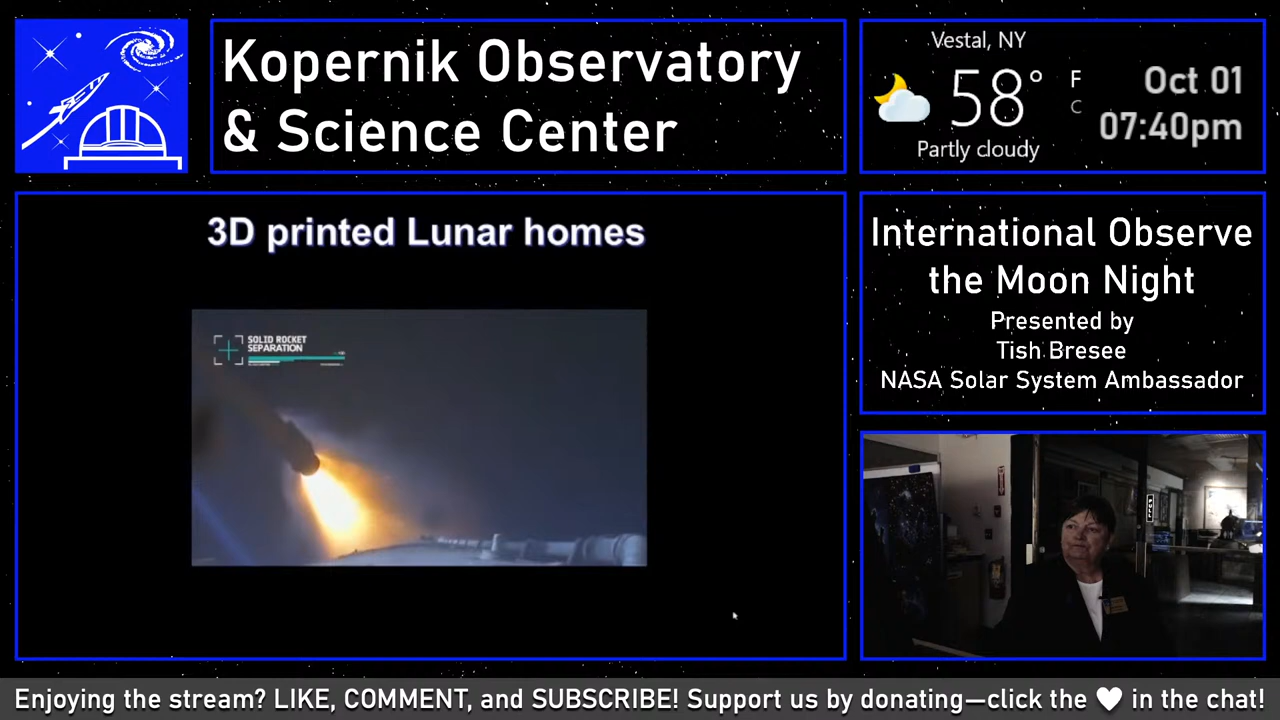 Kopernik Observatory
& Science Center
Vestal, NY
58° F
C
Partly cloudy
Oct 01
07:40pm
3D printed Lunar homes
SOLID ROCKET
SEPARATION
International Observe
the Moon Night
Presented by
Tish Bresee
NASA Solar System Ambassador
PULL
Enjoying the stream? LIKE, COMMENT, and SUBSCRIBE! Support us by donating—click the ♥ in the chat!